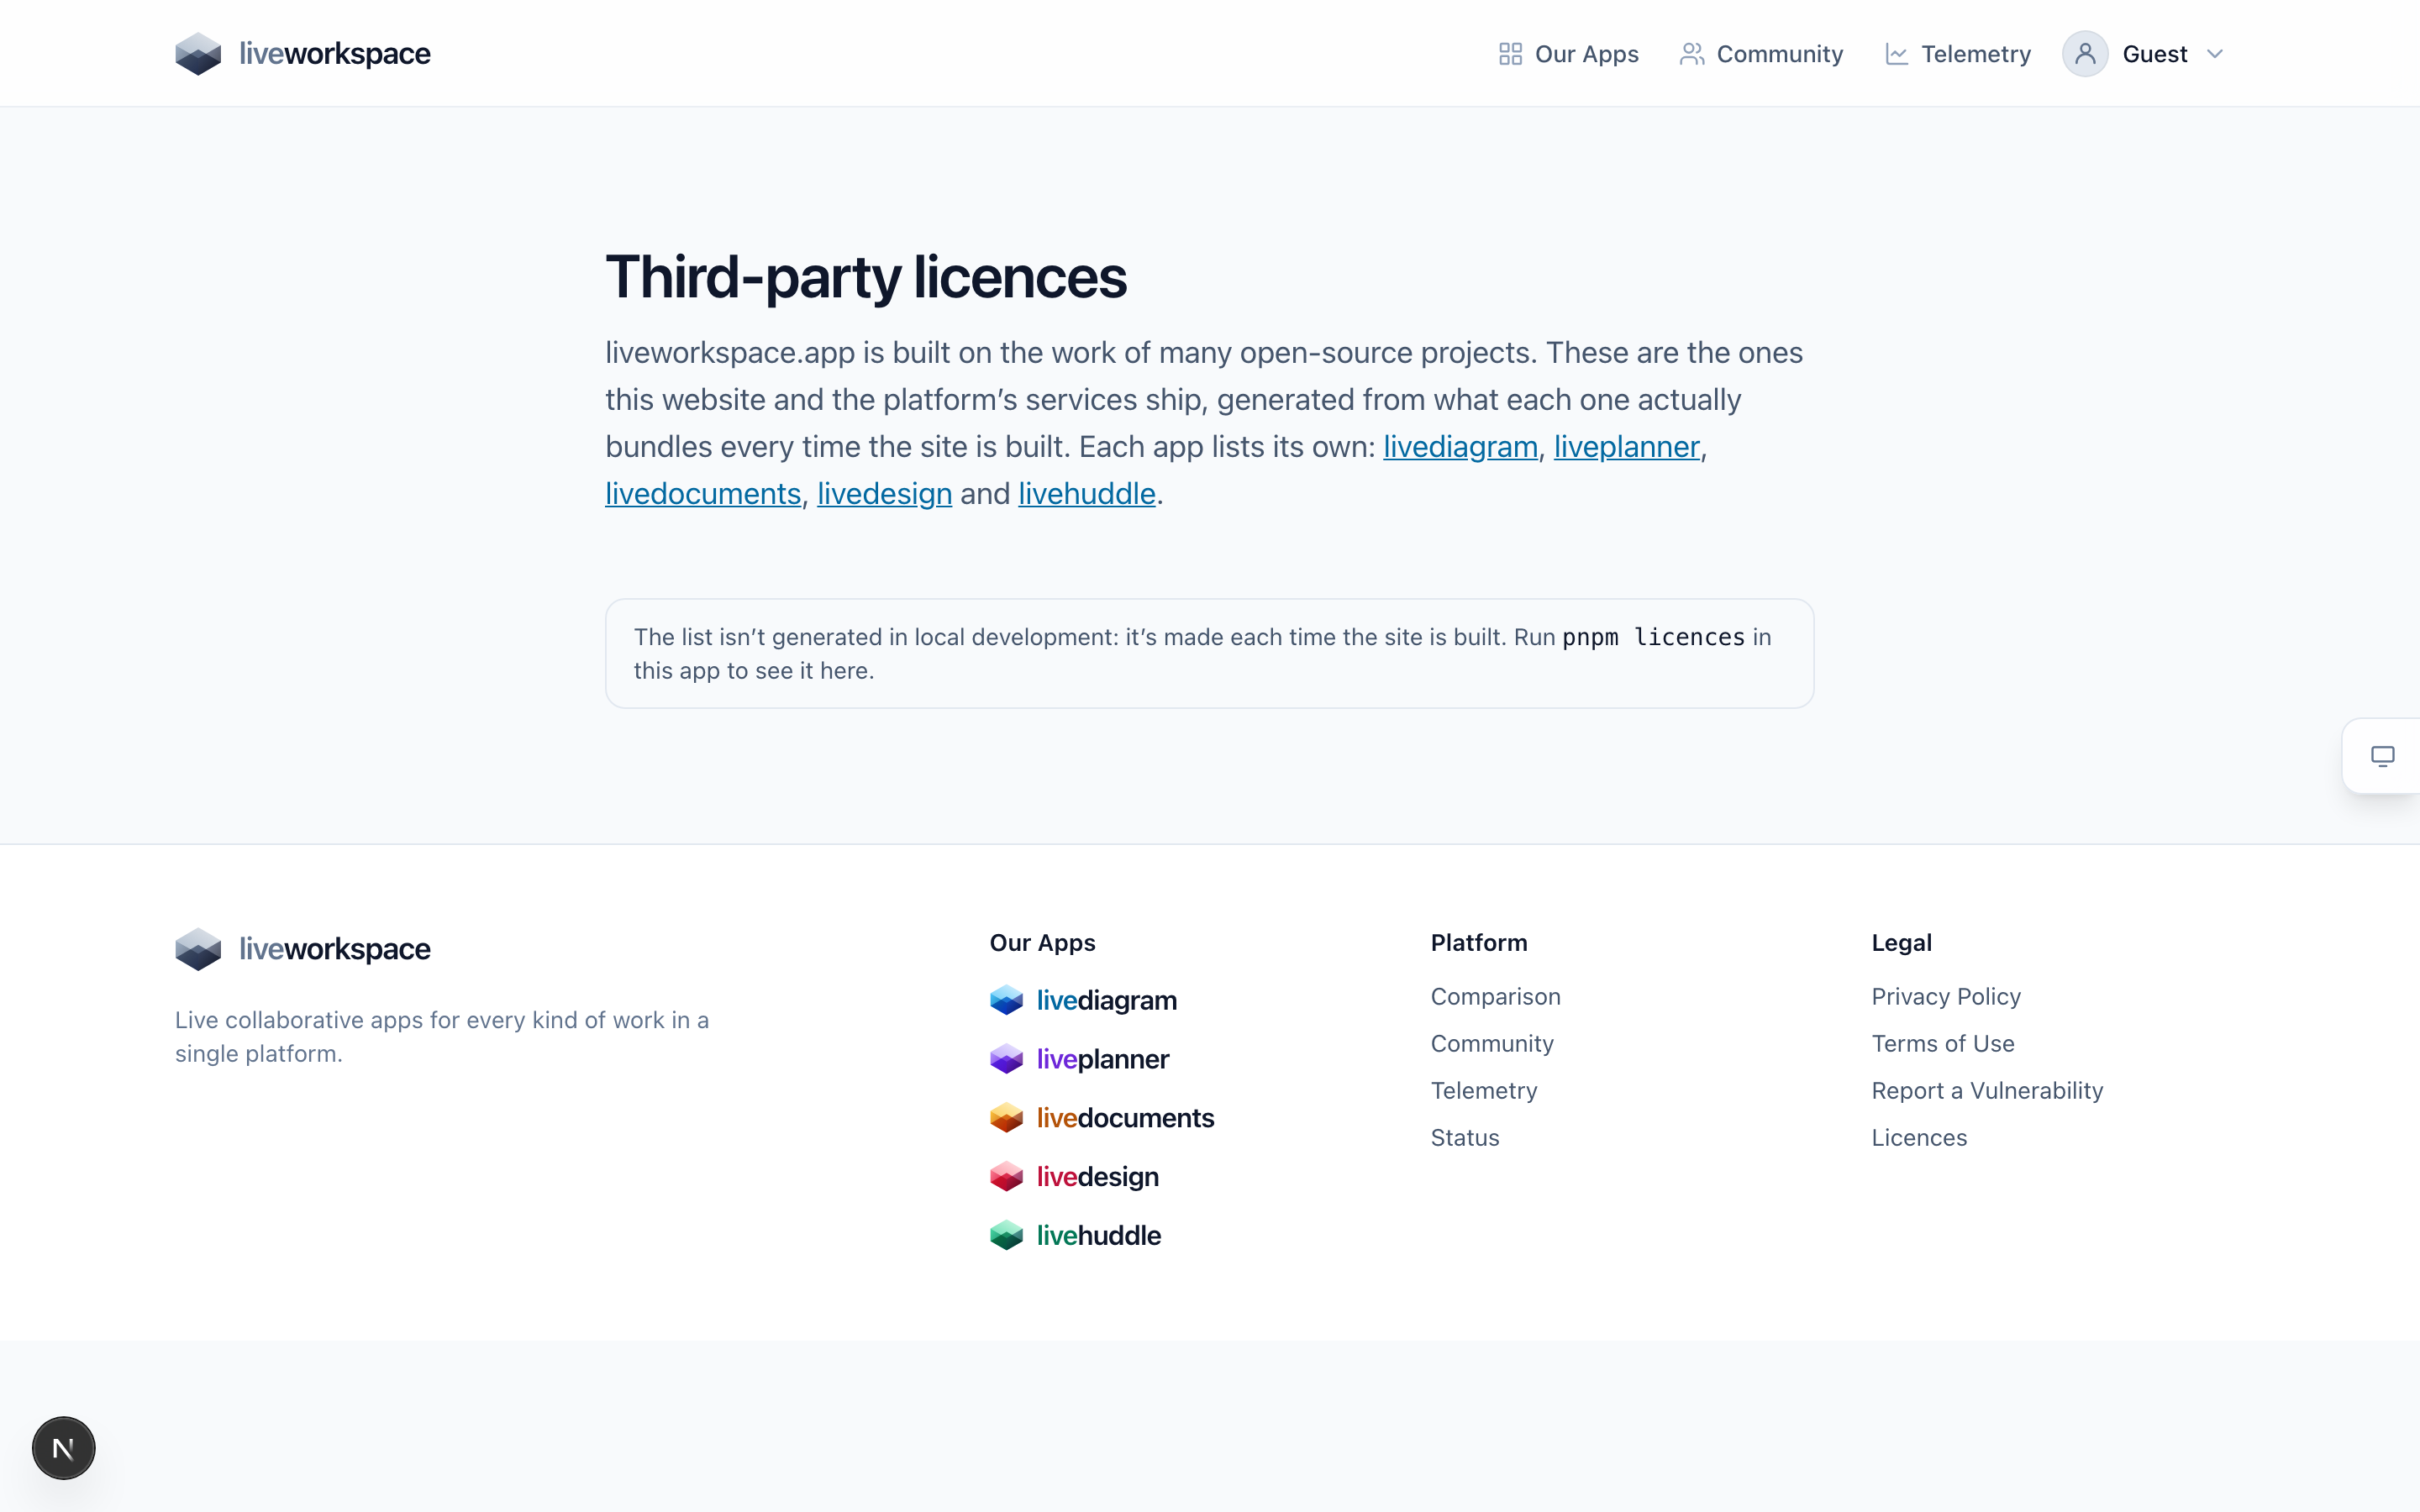 liveworkspace
Our Apps
Community
Telemetry
Guest
Third-party licences
liveworkspace.app is built on the work of many open-source projects. These are the ones
this website and the platform’s services ship, generated from what each one actually
bundles every time the site is built. Each app lists its own: livediagram, liveplanner,
livedocuments, livedesign and livehuddle.
The list isn’t generated in local development: it’s made each time the site is built. Run pnpm licences in
this app to see it here.
liveworkspace
Live collaborative apps for every kind of work in a
single platform.
Our Apps
livediagram
liveplanner
livedocuments
livedesign
livehuddle
Platform
Comparison
Community
Telemetry
Status
Legal
Privacy Policy
Terms of Use
Report a Vulnerability
Licences
N